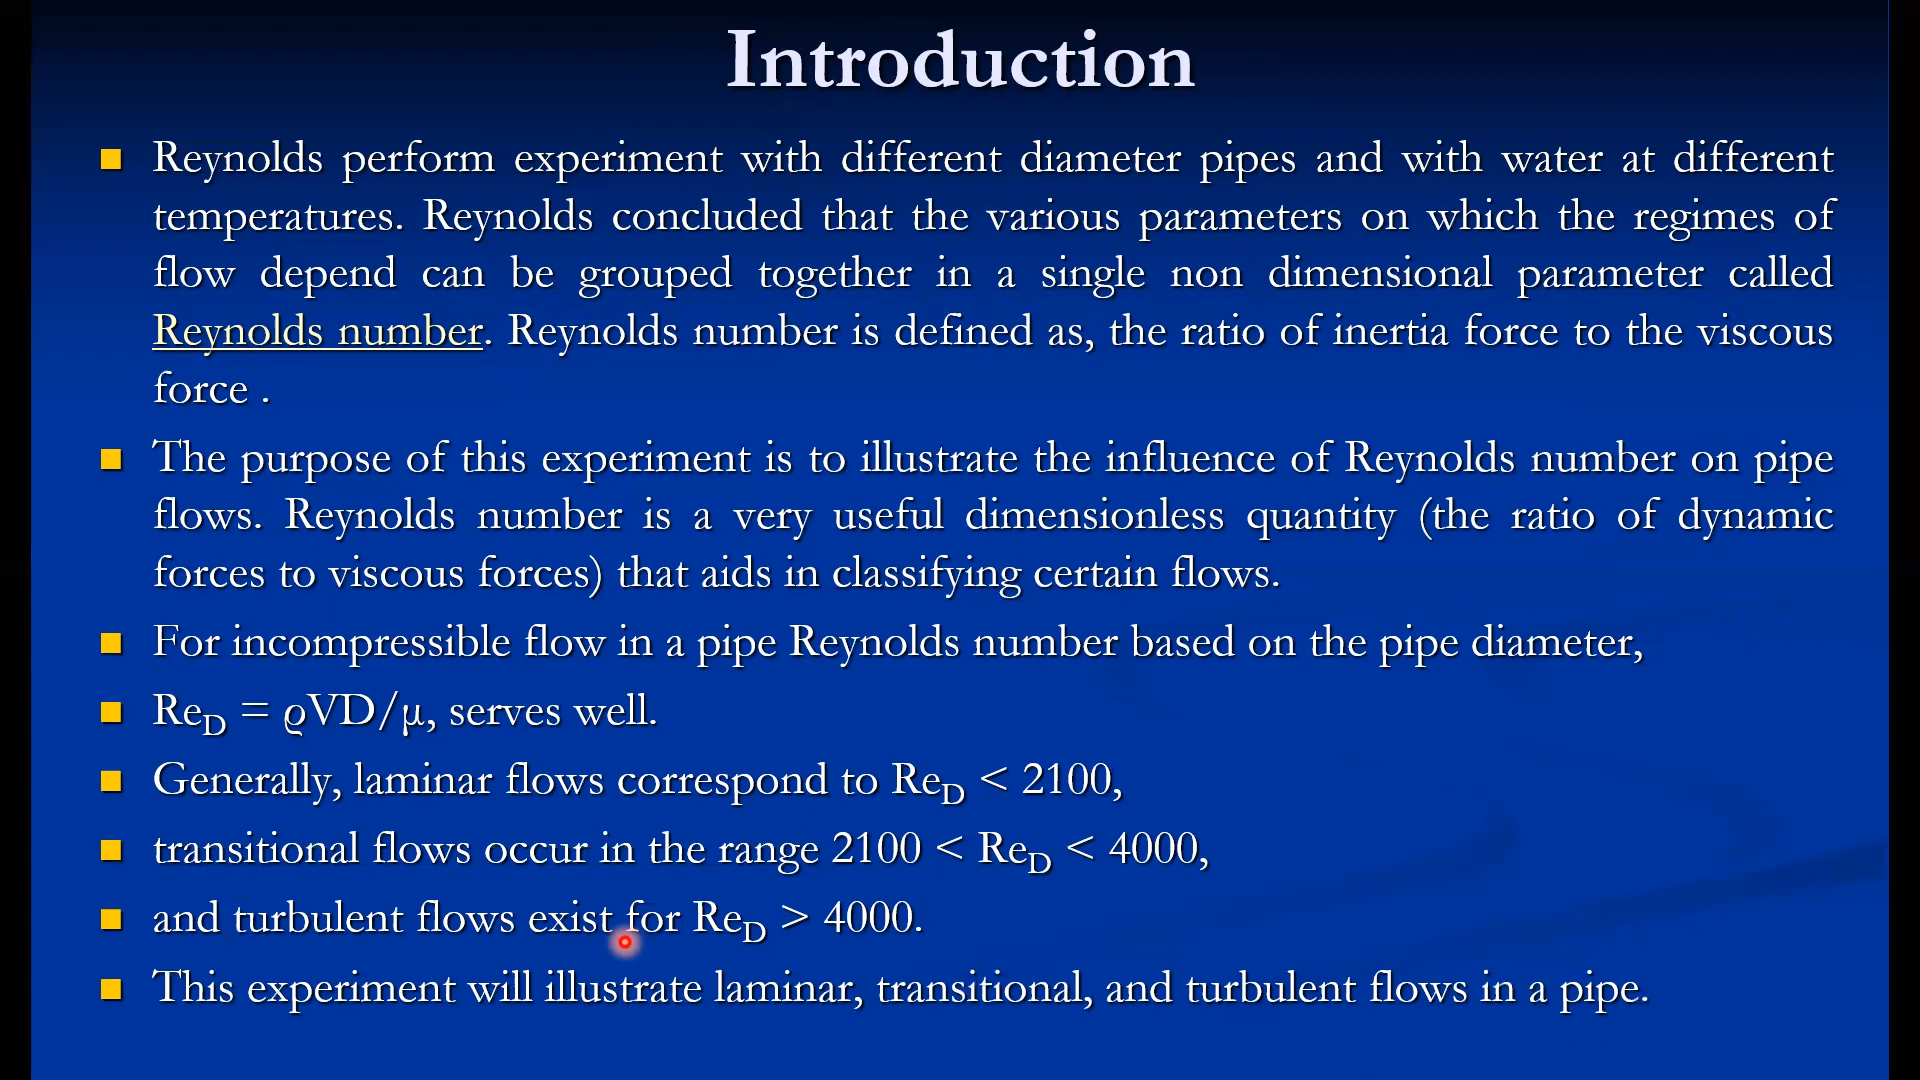 Introduction
Reynolds perform experiment with different diameter pipes and with water at different
temperatures. Reynolds concluded that the various parameters on which the regimes of
flow depend can be grouped together in a single non dimensional parameter called
Reynolds number. Reynolds number is defined as, the ratio of inertia force to the viscous
force .
The purpose of this experiment is to illustrate the influence of Reynolds number on pipe
flows. Reynolds number is a very useful dimensionless quantity (the ratio of dynamic
forces to viscous forces) that aids in classifying certain flows.
For incompressible flow in a pipe Reynolds number based on the pipe diameter,
Re_D = ρVD/μ, serves well.
Generally, laminar flows correspond to Re_D < 2100,
transitional flows occur in the range 2100 < Re_D < 4000,
and turbulent flows exist for Re_D > 4000.
This experiment will illustrate laminar, transitional, and turbulent flows in a pipe.